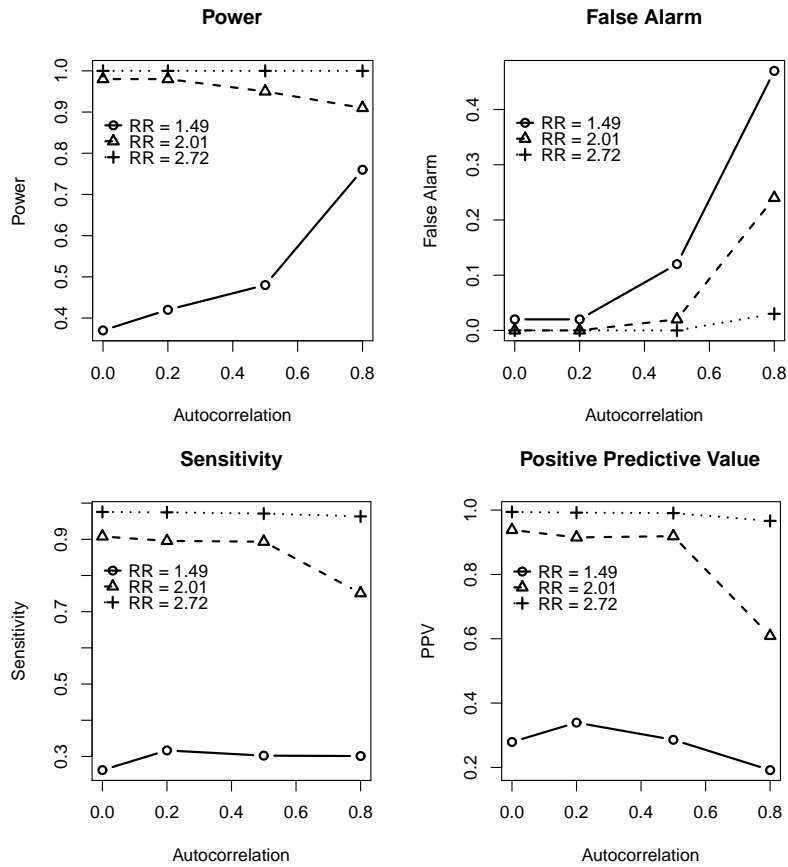 Power
1.0
0.9
0.8
0.7
0.6
0.5
0.4
Power
RR = 1.49
RR = 2.01
RR = 2.72
0.0 0.2 0.4 0.6 0.8
Autocorrelation
False Alarm
0.4
0.3
0.2
0.1
0.0
False Alarm
RR = 1.49
RR = 2.01
RR = 2.72
0.0 0.2 0.4 0.6 0.8
Autocorrelation
Sensitivity
0.9
0.7
0.5
0.3
Sensitivity
RR = 1.49
RR = 2.01
RR = 2.72
0.0 0.2 0.4 0.6 0.8
Autocorrelation
Positive Predictive Value
1.0
0.8
0.6
0.4
0.2
PPV
RR = 1.49
RR = 2.01
RR = 2.72
0.0 0.2 0.4 0.6 0.8
Autocorrelation